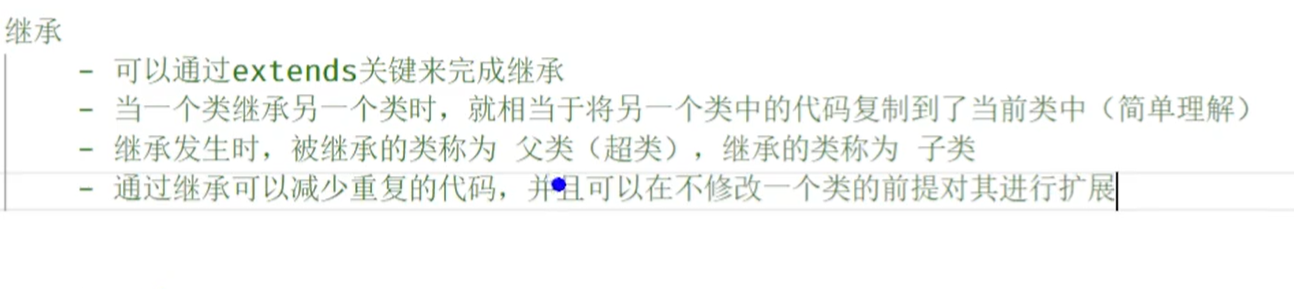 继承
- 可以通过extends关键来完成继承
- 当一个类继承另一个类时，就相当于将另一个类中的代码复制到了当前类中（简单理解）
- 继承发生时，被继承的类称为 父类（超类），继承的类称为 子类
- 通过继承可以减少重复的代码，并且可以在不修改一个类的前提对其进行扩展